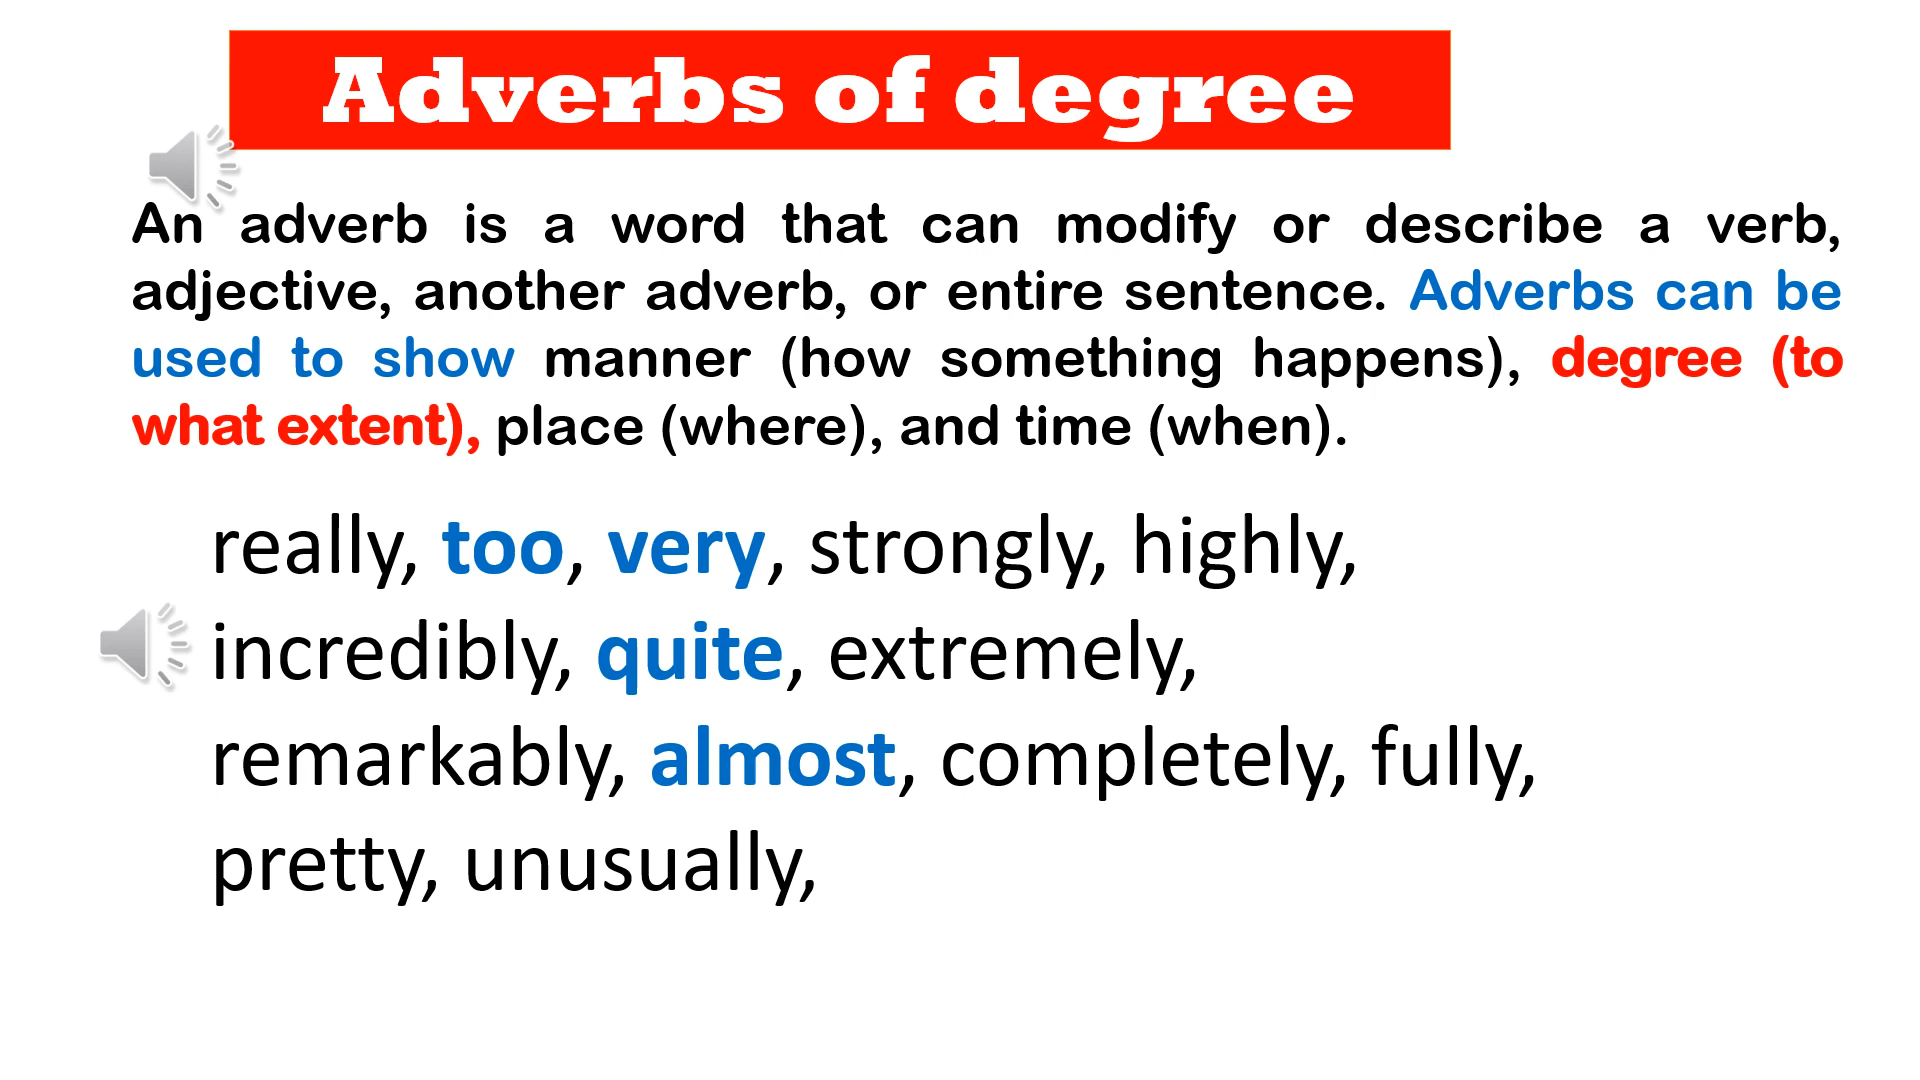 Adverbs of degree
An adverb is a word that can modify or describe a verb,
adjective, another adverb, or entire sentence. Adverbs can be
used to show manner (how something happens), degree (to
what extent), place (where), and time (when).
really, too, very, strongly, highly,
incredibly, quite, extremely,
remarkably, almost, completely, fully,
pretty, unusually,